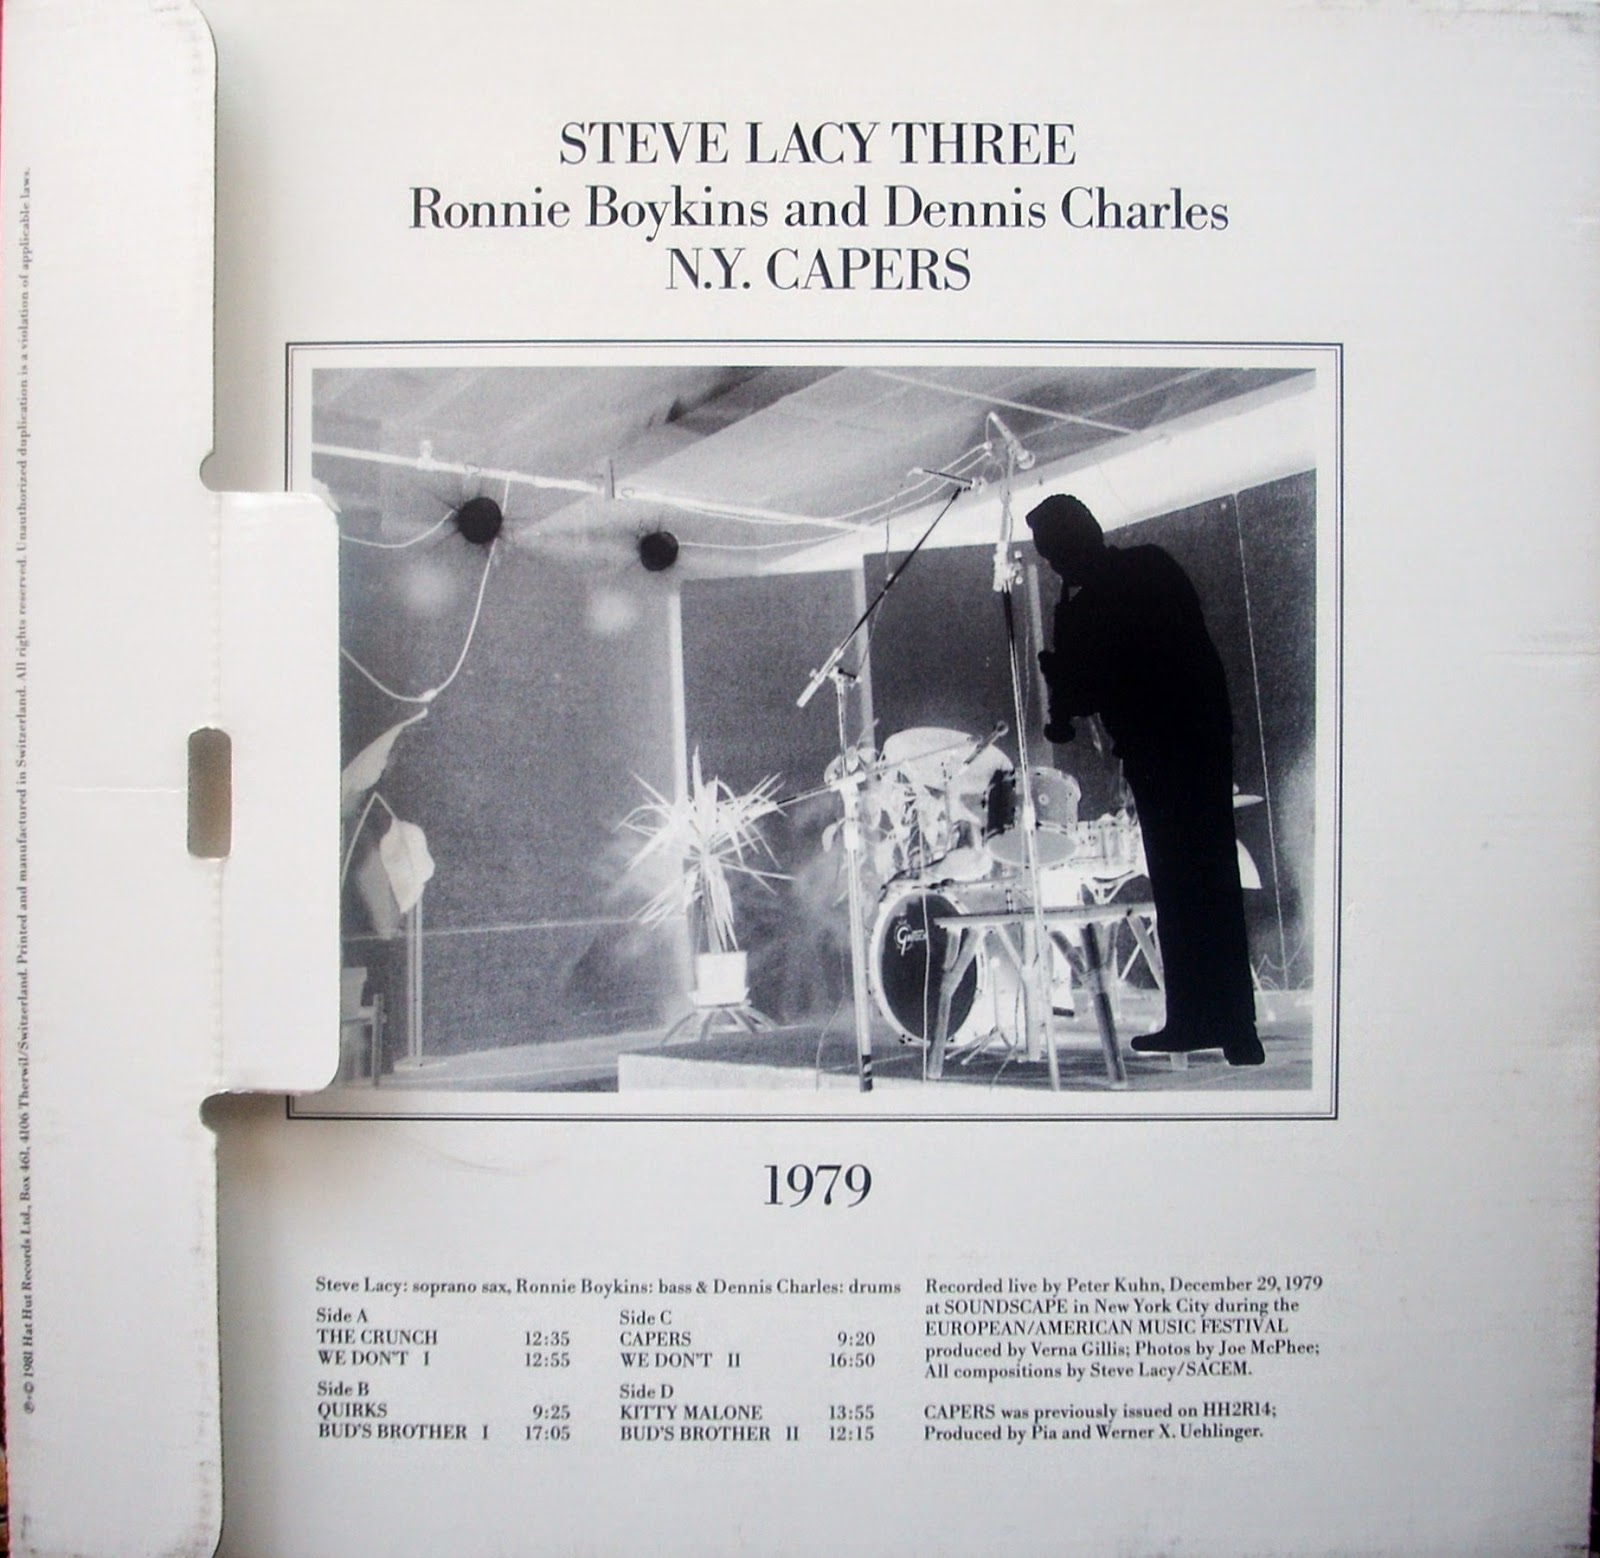 STEVE LACY THREE
Ronnie Boykins and Dennis Charles
N.Y. CAPERS
1979
Steve Lacy: soprano sax, Ronnie Boykins: bass & Dennis Charles: drums
Side A
THE CRUNCH 12:35
WE DON'T I 12:55
Side B
QUIRKS 9:25
BUD'S BROTHER I 17:05
Side C
CAPERS 9:20
WE DON'T II 16:50
Side D
KITTY MALONE 13:55
BUD'S BROTHER II 12:15
Recorded live by Peter Kuhn, December 29, 1979
at SOUNDSCAPE in New York City during the
EUROPEAN/AMERICAN MUSIC FESTIVAL
produced by Verna Gillis; Photos by Joe McPhee;
All compositions by Steve Lacy/SACEM.
CAPERS was previously issued on HH2R14;
Produced by Pia and Werner X. Uehlinger.
℗+© 1981 Hat Hut Records Ltd., Box 461, 4106 Therwil/Switzerland. Printed and manufactured in Switzerland. All rights reserved. Unauthorized duplication is a violation of applicable laws.